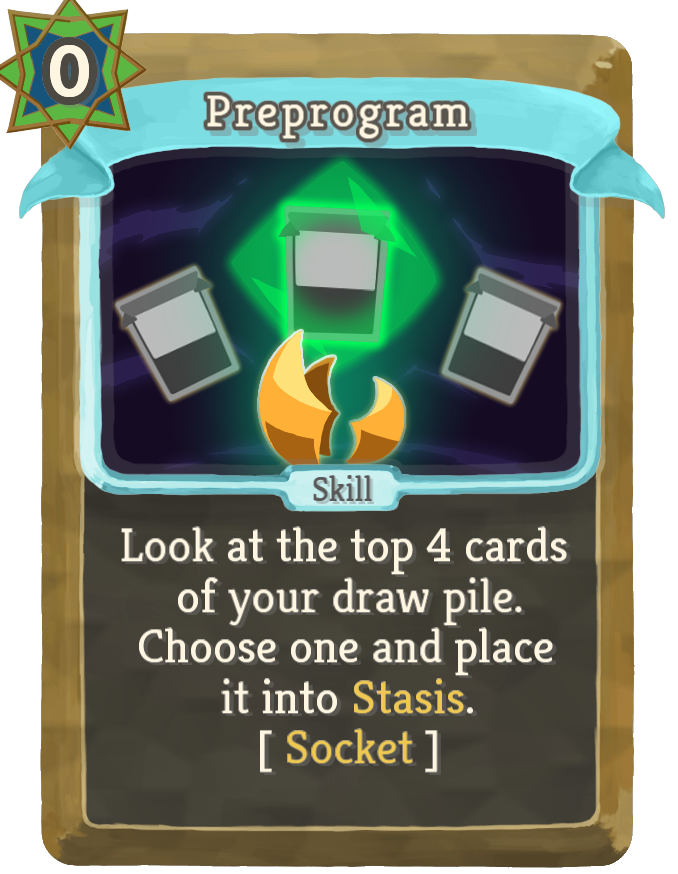 0
Preprogram
Skill
Look at the top 4 cards
of your draw pile.
Choose one and place
it into Stasis.
[ Socket ]